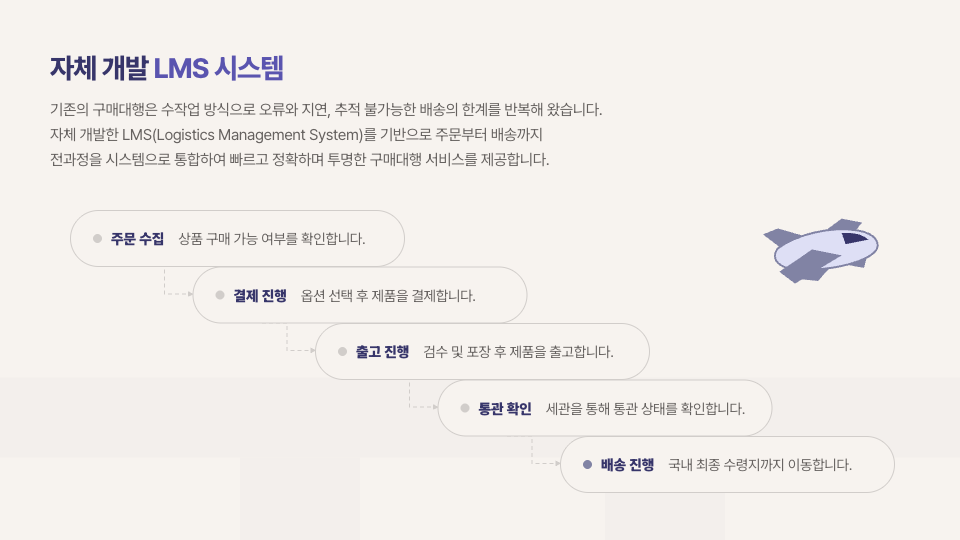 자체 개발 LMS 시스템
기존의 구매대행은 수작업 방식으로 오류와 지연, 추적 불가능한 배송의 한계를 반복해 왔습니다.
자체 개발한 LMS(Logistics Management System)를 기반으로 주문부터 배송까지
전과정을 시스템으로 통합하여 빠르고 정확하며 투명한 구매대행 서비스를 제공합니다.
주문 수집 상품 구매 가능 여부를 확인합니다.
결제 진행 옵션 선택 후 제품을 결제합니다.
출고 진행 검수 및 포장 후 제품을 출고합니다.
통관 확인 세관을 통해 통관 상태를 확인합니다.
배송 진행 국내 최종 수령지까지 이동합니다.